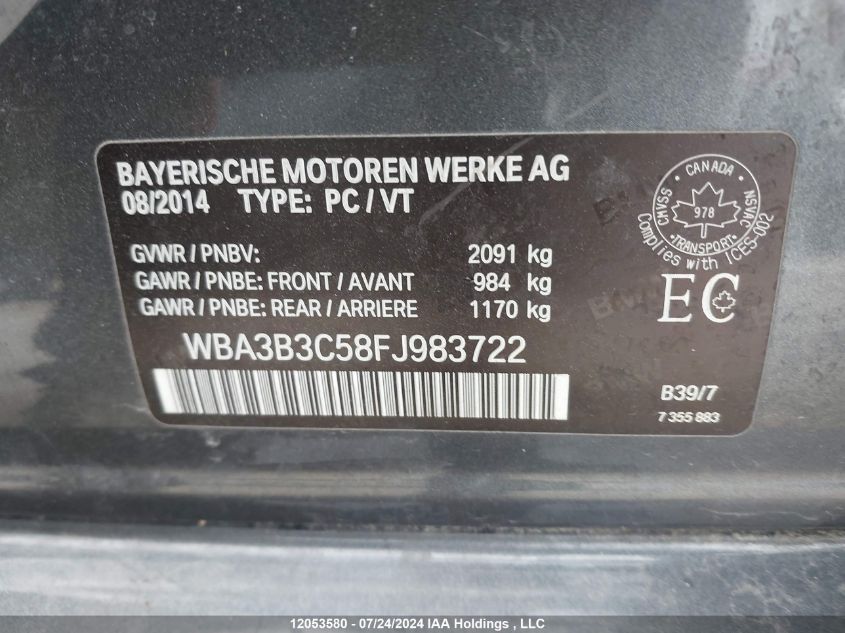 BAYERISCHE MOTOREN WERKE AG
08/2014 TYPE: PC / VT
GVWR / PNBV: 2091 kg
GAWR / PNBE: FRONT / AVANT 984 kg
GAWR / PNBE: REAR / ARRIERE 1170 kg
WBA3B3C58FJ983722
CANADA
CMVSS
NSVAC
978
TRANSPORT
Complies with ICES-002
EC
B39/7
7 355 883
12053580 - 07/24/2024 IAA Holdings , LLC